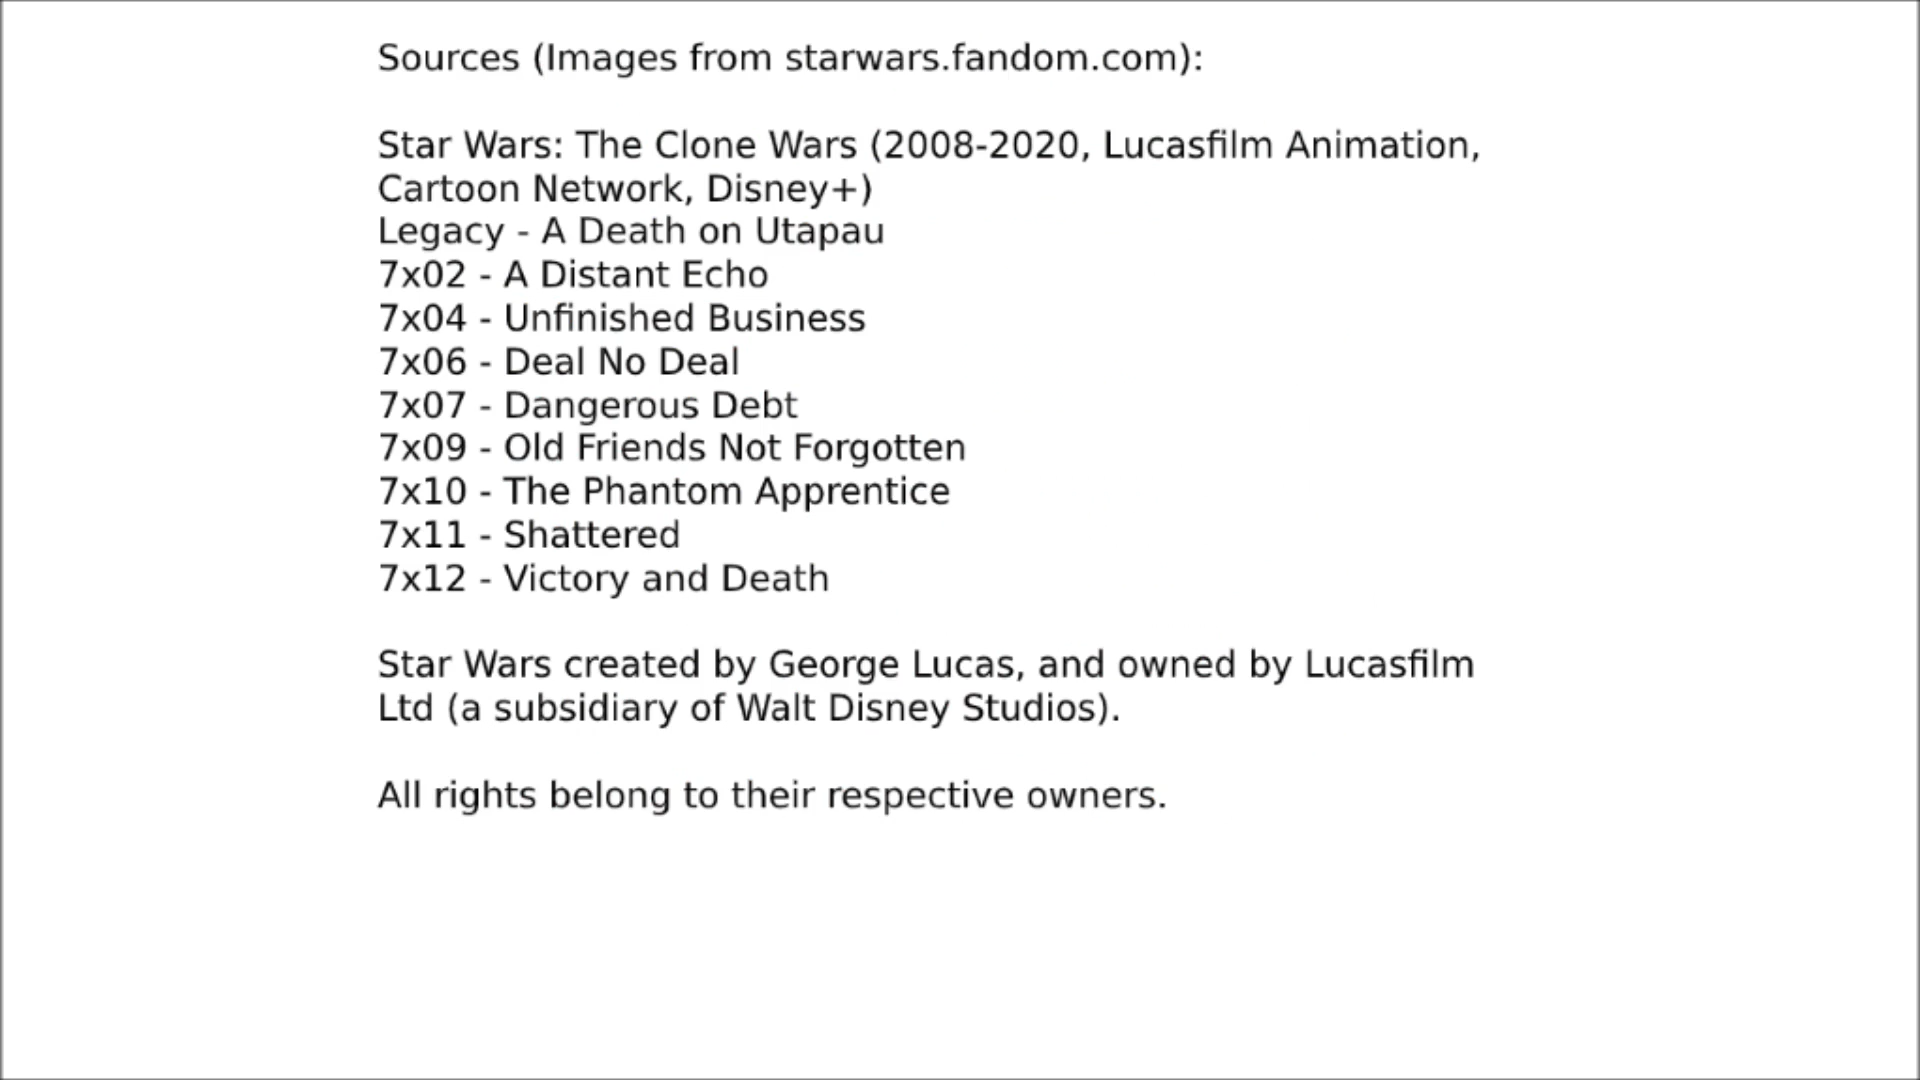 Sources (Images from starwars.fandom.com):
Star Wars: The Clone Wars (2008-2020, Lucasfilm Animation,
Cartoon Network, Disney+)
Legacy - A Death on Utapau
7x02 - A Distant Echo
7x04 - Unfinished Business
7x06 - Deal No Deal
7x07 - Dangerous Debt
7x09 - Old Friends Not Forgotten
7x10 - The Phantom Apprentice
7x11 - Shattered
7x12 - Victory and Death
Star Wars created by George Lucas, and owned by Lucasfilm
Ltd (a subsidiary of Walt Disney Studios).
All rights belong to their respective owners.